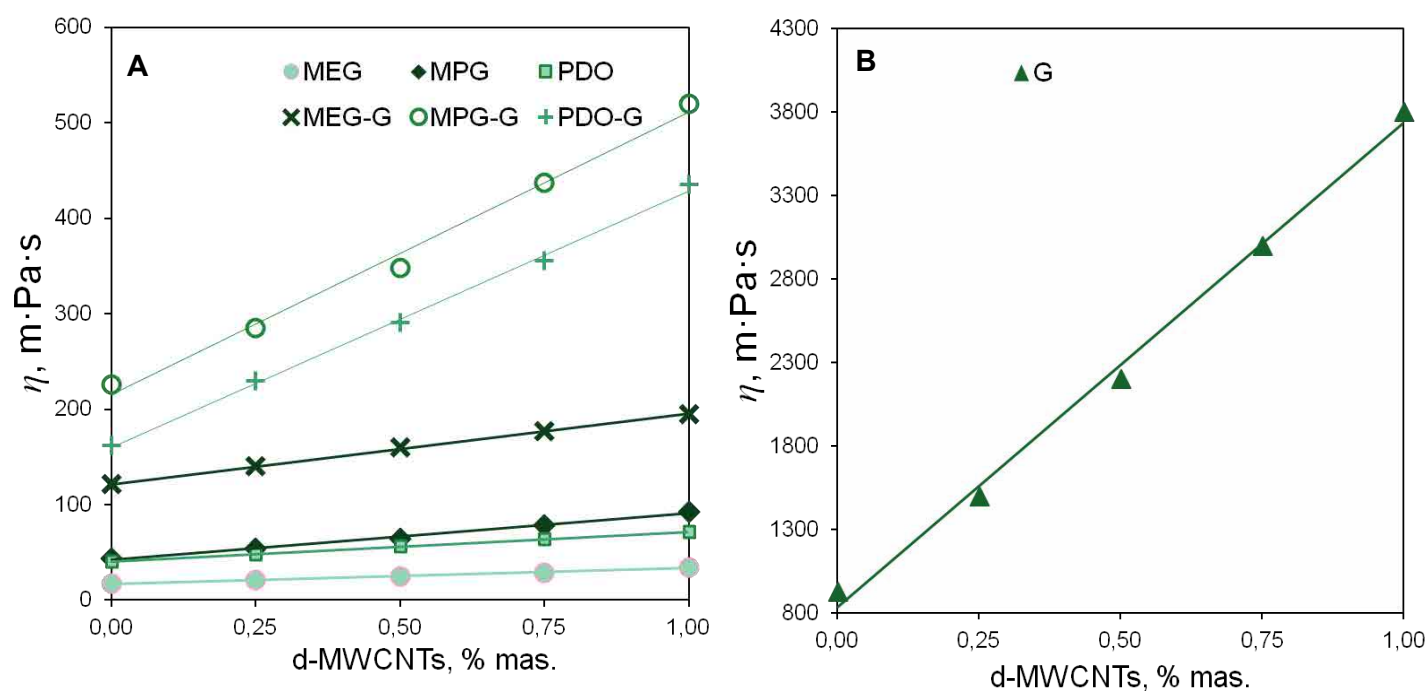 A
MEG MPG PDO
MEG-G MPG-G PDO-G
600
500
400
300
200
100
0
η, m·Pa·s
0,00 0,25 0,50 0,75 1,00
d-MWCNTs, % mas.
B
G
4300
3800
3300
2800
2300
1800
1300
800
η, m·Pa·s
0,00 0,25 0,50 0,75 1,00
d-MWCNTs, % mas.